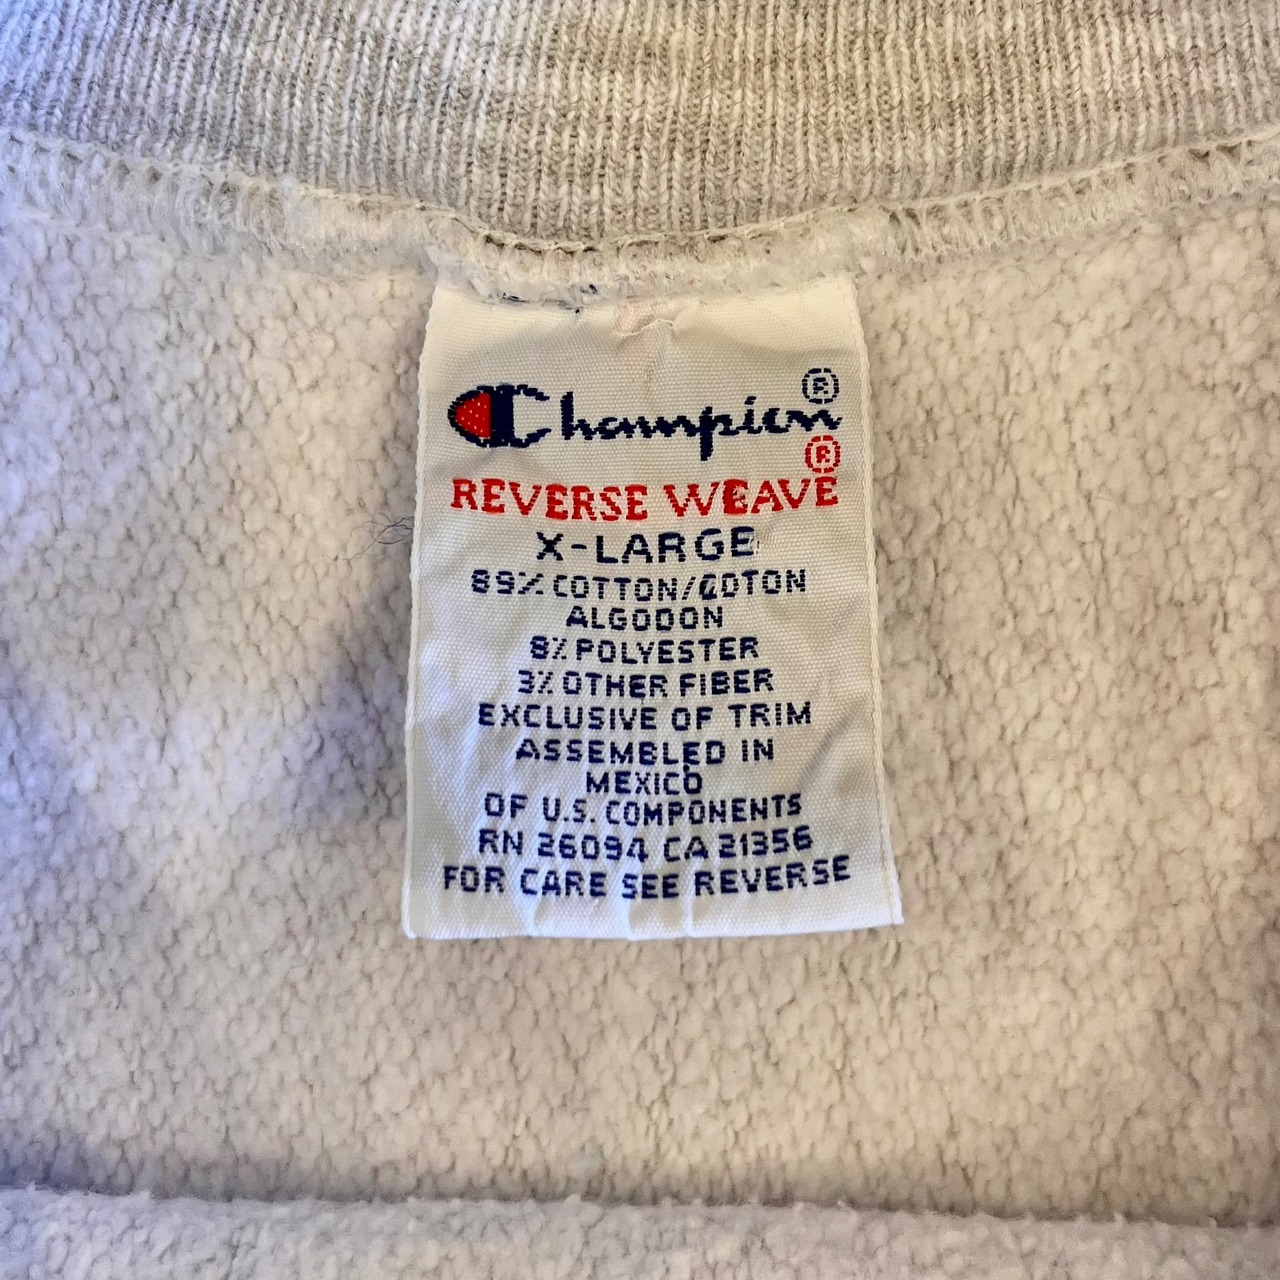 Champion®
REVERSE WEAVE®
X-LARGE
89% COTTON/COTON
ALGODON
8% POLYESTER
3% OTHER FIBER
EXCLUSIVE OF TRIM
ASSEMBLED IN
MEXICO
OF U.S. COMPONENTS
RN 26094 CA 21356
FOR CARE SEE REVERSE